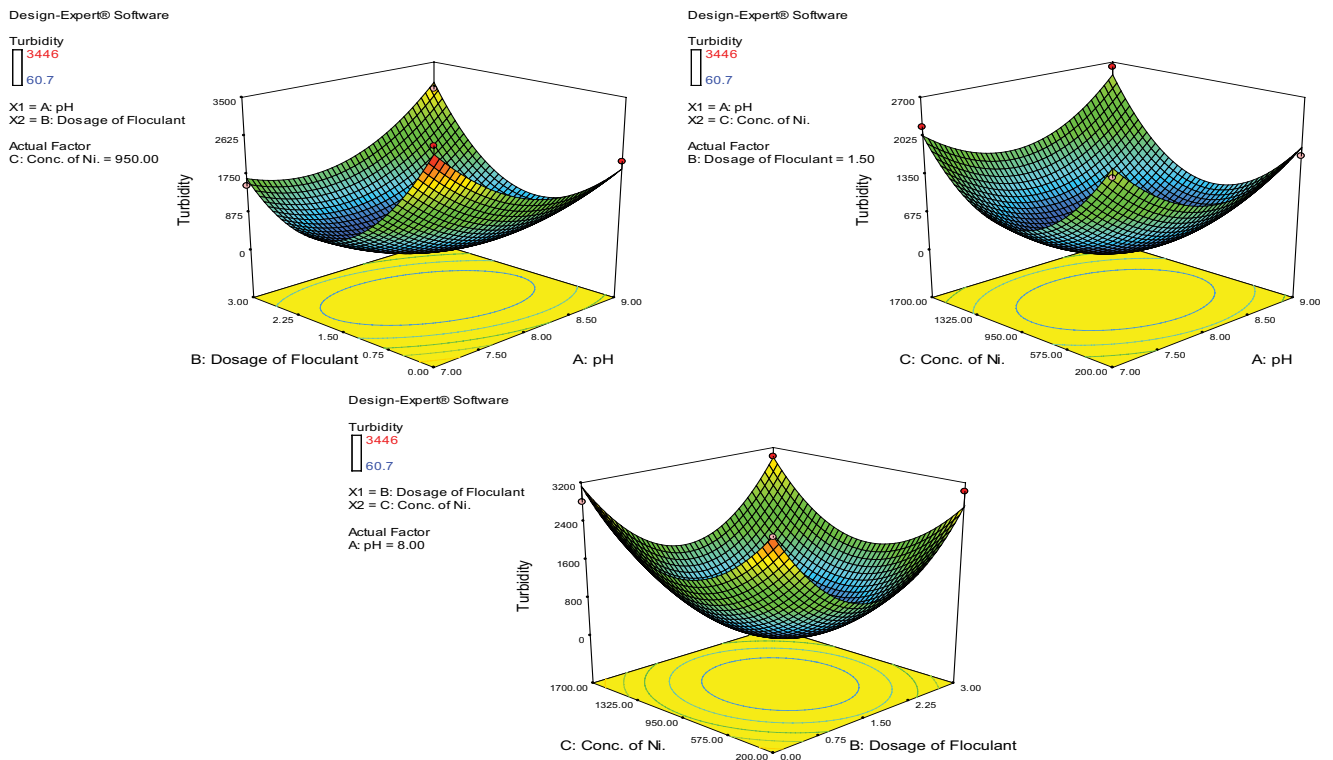 Design-Expert® Software
Turbidity
3446
60.7
X1 = A: pH
X2 = B: Dosage of Floculant
Actual Factor
C: Conc. of Ni. = 950.00
3500
2625
1750
875
0
Turbidity
3.00
2.25
1.50
0.75
0.00
7.00
7.50
8.00
8.50
9.00
B: Dosage of Floculant
A: pH
Design-Expert® Software
Turbidity
3446
60.7
X1 = A: pH
X2 = C: Conc. of Ni.
Actual Factor
B: Dosage of Floculant = 1.50
2700
2025
1350
675
0
Turbidity
1700.00
1325.00
950.00
575.00
200.00
7.00
7.50
8.00
8.50
9.00
C: Conc. of Ni.
A: pH
Design-Expert® Software
Turbidity
3446
60.7
X1 = B: Dosage of Floculant
X2 = C: Conc. of Ni.
Actual Factor
A: pH = 8.00
3200
2400
1600
800
0
Turbidity
1700.00
1325.00
950.00
575.00
200.00
0.00
0.75
1.50
2.25
3.00
C: Conc. of Ni.
B: Dosage of Floculant